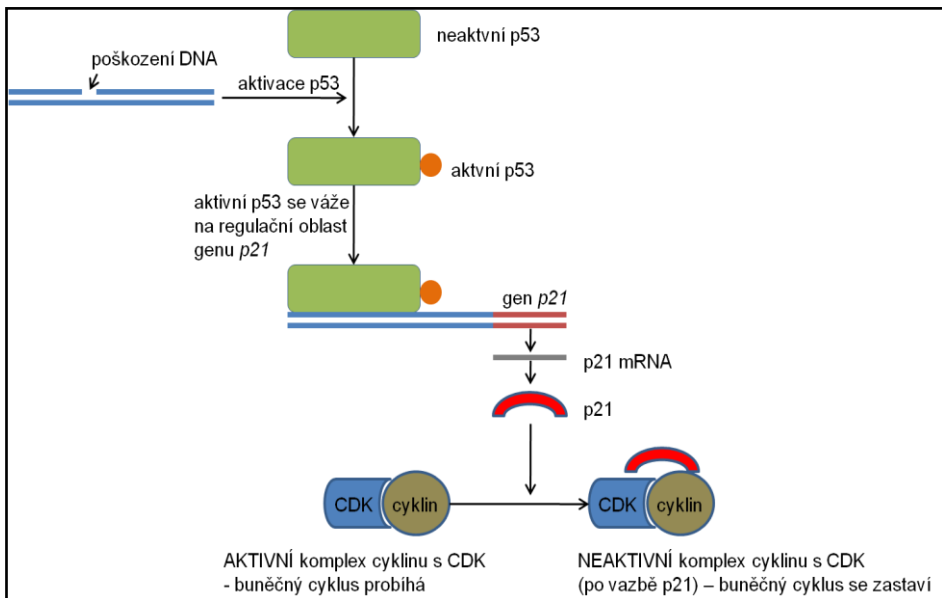 neaktvní p53
poškození DNA
aktivace p53
aktvní p53
aktivní p53 se váže
na regulační oblast
genu p21
gen p21
p21 mRNA
p21
CDK
cyklin
CDK
cyklin
AKTIVNÍ komplex cyklinu s CDK
- buněčný cyklus probíhá
NEAKTIVNÍ komplex cyklinu s CDK
(po vazbě p21) – buněčný cyklus se zastaví